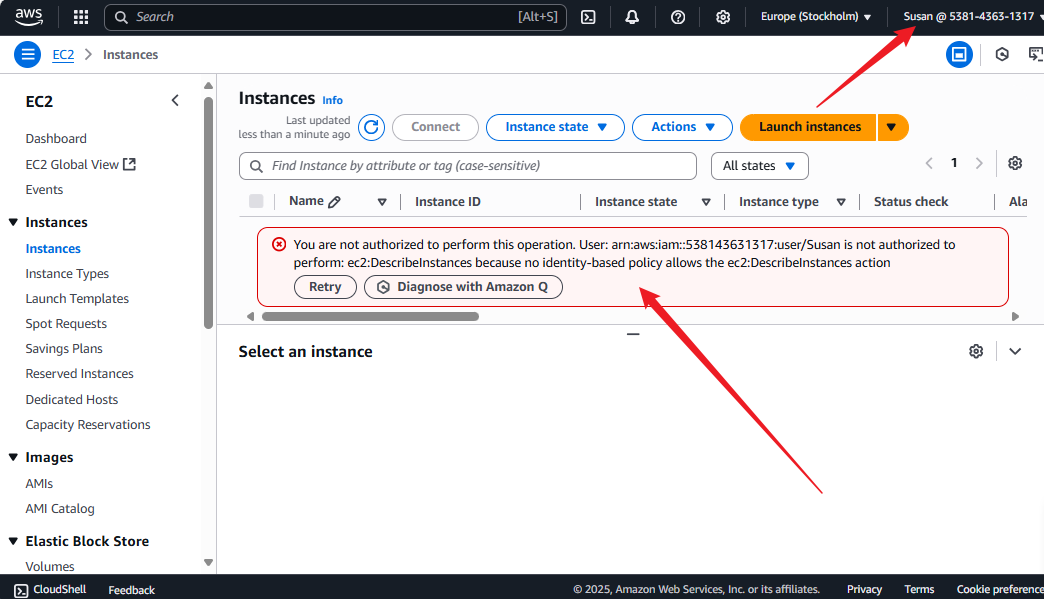 aws
Search [Alt+S]
Europe (Stockholm)
Susan @ 5381-4363-1317
EC2 > Instances
EC2
Dashboard
EC2 Global View
Events
Instances
Instances
Instance Types
Launch Templates
Spot Requests
Savings Plans
Reserved Instances
Dedicated Hosts
Capacity Reservations
Images
AMIs
AMI Catalog
Elastic Block Store
Volumes
Instances Info
Last updated
less than a minute ago
Connect
Instance state
Actions
Launch instances
Find Instance by attribute or tag (case-sensitive)
All states
1
Name
Instance ID
Instance state
Instance type
Status check
Ala
You are not authorized to perform this operation. User: arn:aws:iam::538143631317:user/Susan is not authorized to
perform: ec2:DescribeInstances because no identity-based policy allows the ec2:DescribeInstances action
Retry
Diagnose with Amazon Q
Select an instance
CloudShell
Feedback
© 2025, Amazon Web Services, Inc. or its affiliates.
Privacy
Terms
Cookie preference